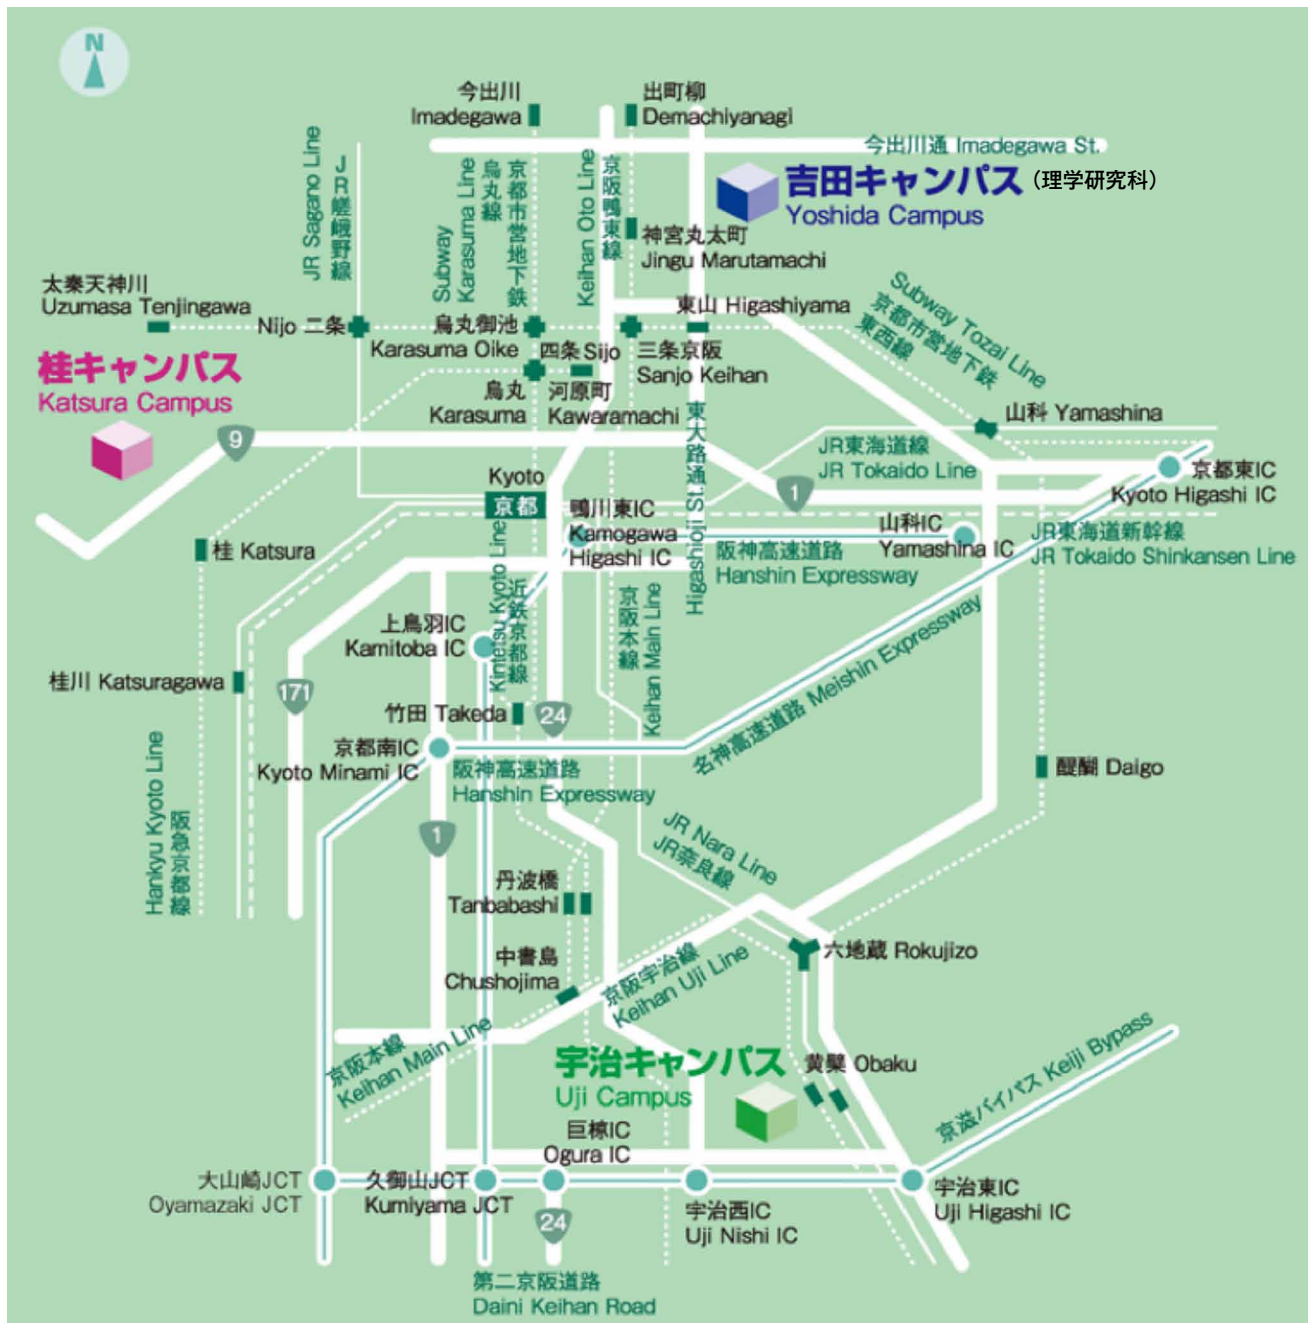 N
今出川
Imadegawa
出町柳
Demachiyanagi
今出川通 Imadegawa St.
吉田キャンパス（理学研究科）
Yoshida Campus
JR Sagano Line
JR嵯峨野線
Subway
Karasuma Line
烏丸線
京都市営地下鉄
Keihan Oto Line
京阪鴨東線
神宮丸太町
Jingu Marutamachi
太秦天神川
Uzumasa Tenjingawa
Nijo 二条
烏丸御池
Karasuma Oike
四条 Sijo
東山 Higashiyama
三条京阪
Sanjo Keihan
Subway Tozai Line
京都市営地下鉄
東西線
桂キャンパス
Katsura Campus
烏丸
Karasuma
河原町
Kawaramachi
東大路通
Higashioji St.
山科 Yamashina
9
JR東海道線
JR Tokaido Line
京都東IC
Kyoto Higashi IC
1
Kyoto
京都
鴨川東IC
Kamogawa
Higashi IC
山科IC
Yamashina IC
JR東海道新幹線
JR Tokaido Shinkansen Line
阪神高速道路
Hanshin Expressway
桂 Katsura
Kintetsu Kyoto Line
近鉄京都線
京阪本線
Keihan Main Line
上鳥羽IC
Kamitoba IC
桂川 Katsuragawa
171
竹田 Takeda
24
名神高速道路 Meishin Expressway
京都南IC
Kyoto Minami IC
阪神高速道路
Hanshin Expressway
醍醐 Daigo
Hankyu Kyoto Line
阪急京都線
1
JR Nara Line
JR奈良線
丹波橋
Tanbabashi
中書島
Chushojima
京阪宇治線
Keihan Uji Line
六地蔵 Rokujizo
京阪本線
Keihan Main Line
宇治キャンパス
Uji Campus
黄檗 Obaku
京滋バイパス Keiji Bypass
巨椋IC
Ogura IC
大山崎JCT
Oyamazaki JCT
久御山JCT
Kumiyama JCT
24
宇治西IC
Uji Nishi IC
宇治東IC
Uji Higashi IC
第二京阪道路
Daini Keihan Road